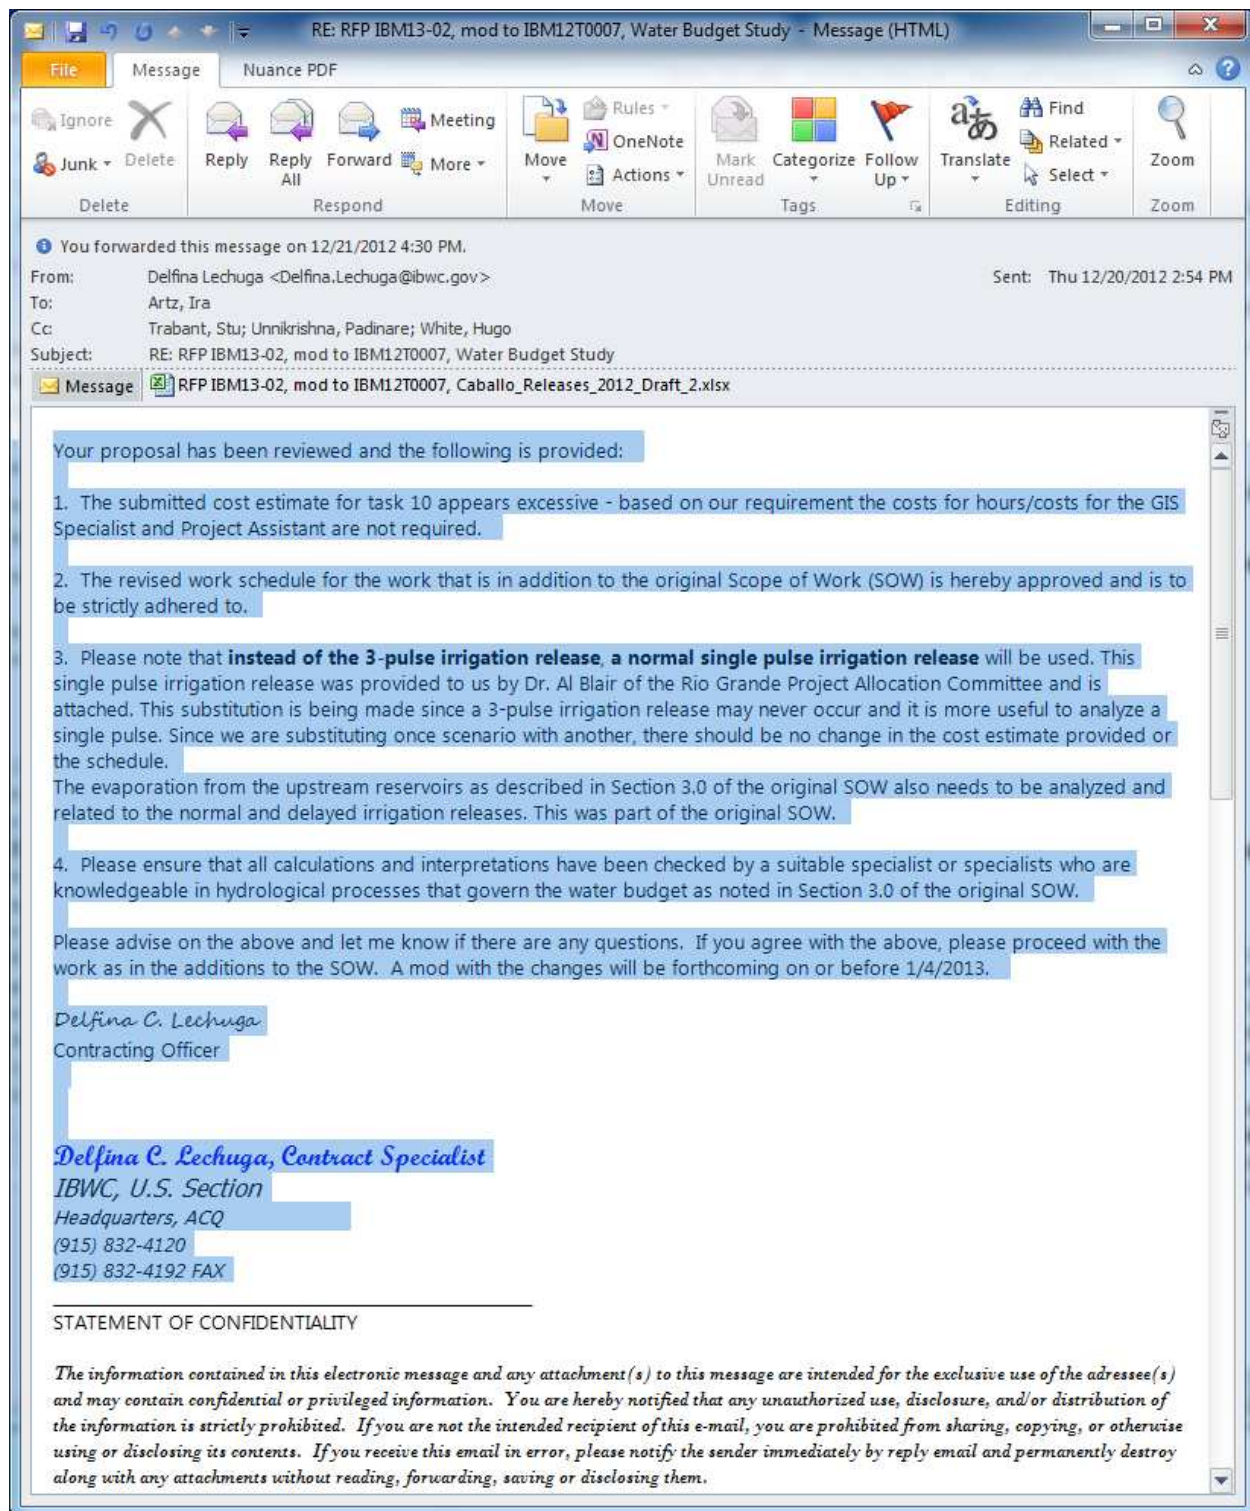 RE: RFP IBM13-02, mod to IBM12T0007, Water Budget Study - Message (HTML)
File Message Nuance PDF
Ignore
Junk
Delete
Delete
Reply
Reply All
Forward
Meeting
More
Respond
Move
Rules
OneNote
Actions
Move
Mark Unread
Categorize
Follow Up
Tags
Translate
Find
Related
Select
Editing
Zoom
Zoom
You forwarded this message on 12/21/2012 4:30 PM.
From: Delfina Lechuga <Delfina.Lechuga@ibwc.gov> Sent: Thu 12/20/2012 2:54 PM
To: Artz, Ira
Cc: Trabant, Stu; Unnikrishna, Padinare; White, Hugo
Subject: RE: RFP IBM13-02, mod to IBM12T0007, Water Budget Study
Message RFP IBM13-02, mod to IBM12T0007, Caballo_Releases_2012_Draft_2.xlsx
Your proposal has been reviewed and the following is provided:
1. The submitted cost estimate for task 10 appears excessive - based on our requirement the costs for hours/costs for the GIS
Specialist and Project Assistant are not required.
2. The revised work schedule for the work that is in addition to the original Scope of Work (SOW) is hereby approved and is to
be strictly adhered to.
3. Please note that instead of the 3-pulse irrigation release, a normal single pulse irrigation release will be used. This
single pulse irrigation release was provided to us by Dr. Al Blair of the Rio Grande Project Allocation Committee and is
attached. This substitution is being made since a 3-pulse irrigation release may never occur and it is more useful to analyze a
single pulse. Since we are substituting once scenario with another, there should be no change in the cost estimate provided or
the schedule.
The evaporation from the upstream reservoirs as described in Section 3.0 of the original SOW also needs to be analyzed and
related to the normal and delayed irrigation releases. This was part of the original SOW.
4. Please ensure that all calculations and interpretations have been checked by a suitable specialist or specialists who are
knowledgeable in hydrological processes that govern the water budget as noted in Section 3.0 of the original SOW.
Please advise on the above and let me know if there are any questions. If you agree with the above, please proceed with the
work as in the additions to the SOW. A mod with the changes will be forthcoming on or before 1/4/2013.
Delfina C. Lechuga
Contracting Officer
Delfina C. Lechuga, Contract Specialist
IBWC, U.S. Section
Headquarters, ACQ
(915) 832-4120
(915) 832-4192 FAX
STATEMENT OF CONFIDENTIALITY
The information contained in this electronic message and any attachment(s) to this message are intended for the exclusive use of the adressee(s)
and may contain confidential or privileged information. You are hereby notified that any unauthorized use, disclosure, and/or distribution of
the information is strictly prohibited. If you are not the intended recipient of this e-mail, you are prohibited from sharing, copying, or otherwise
using or disclosing its contents. If you receive this email in error, please notify the sender immediately by reply email and permanently destroy
along with any attachments without reading, forwarding, saving or disclosing them.